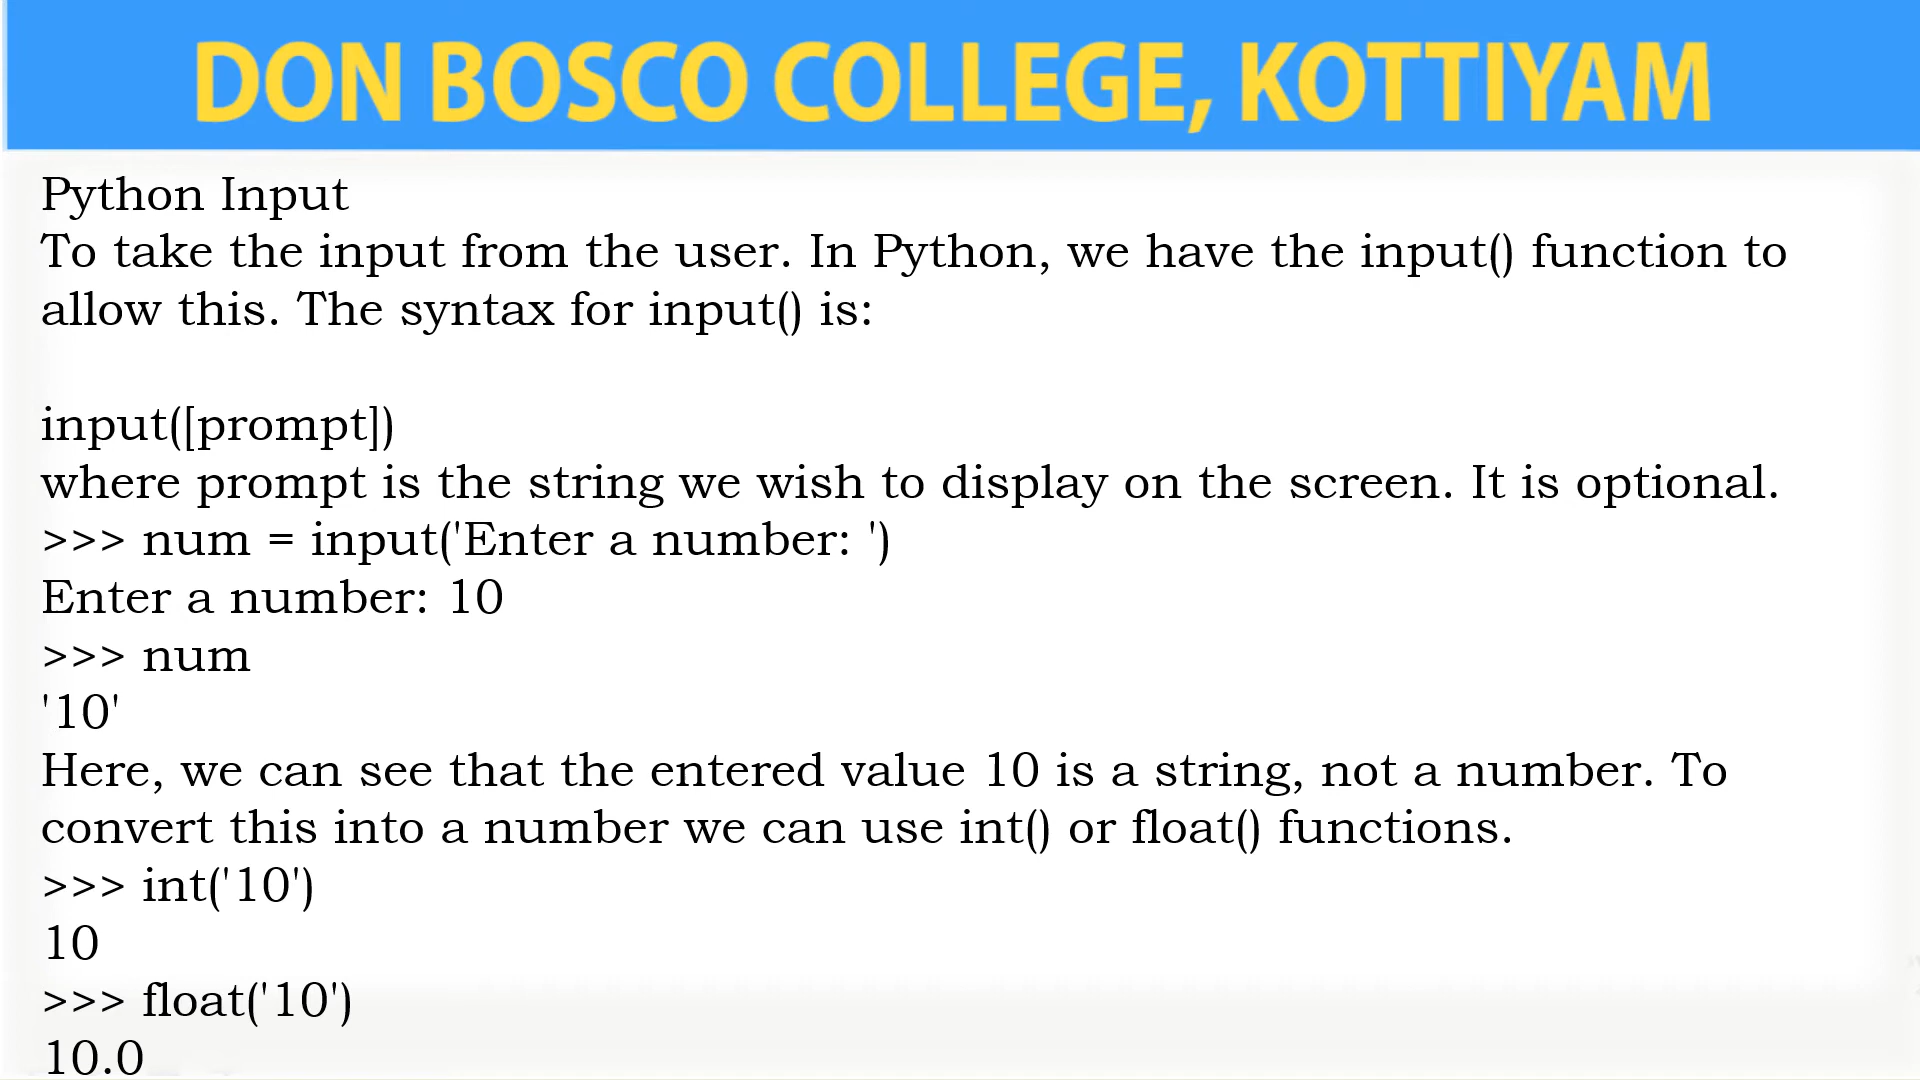 DON BOSCO COLLEGE, KOTTIYAM
Python Input
To take the input from the user. In Python, we have the input() function to
allow this. The syntax for input() is:
input([prompt])
where prompt is the string we wish to display on the screen. It is optional.
>>> num = input('Enter a number: ')
Enter a number: 10
>>> num
'10'
Here, we can see that the entered value 10 is a string, not a number. To
convert this into a number we can use int() or float() functions.
>>> int('10')
10
>>> float('10')
10.0